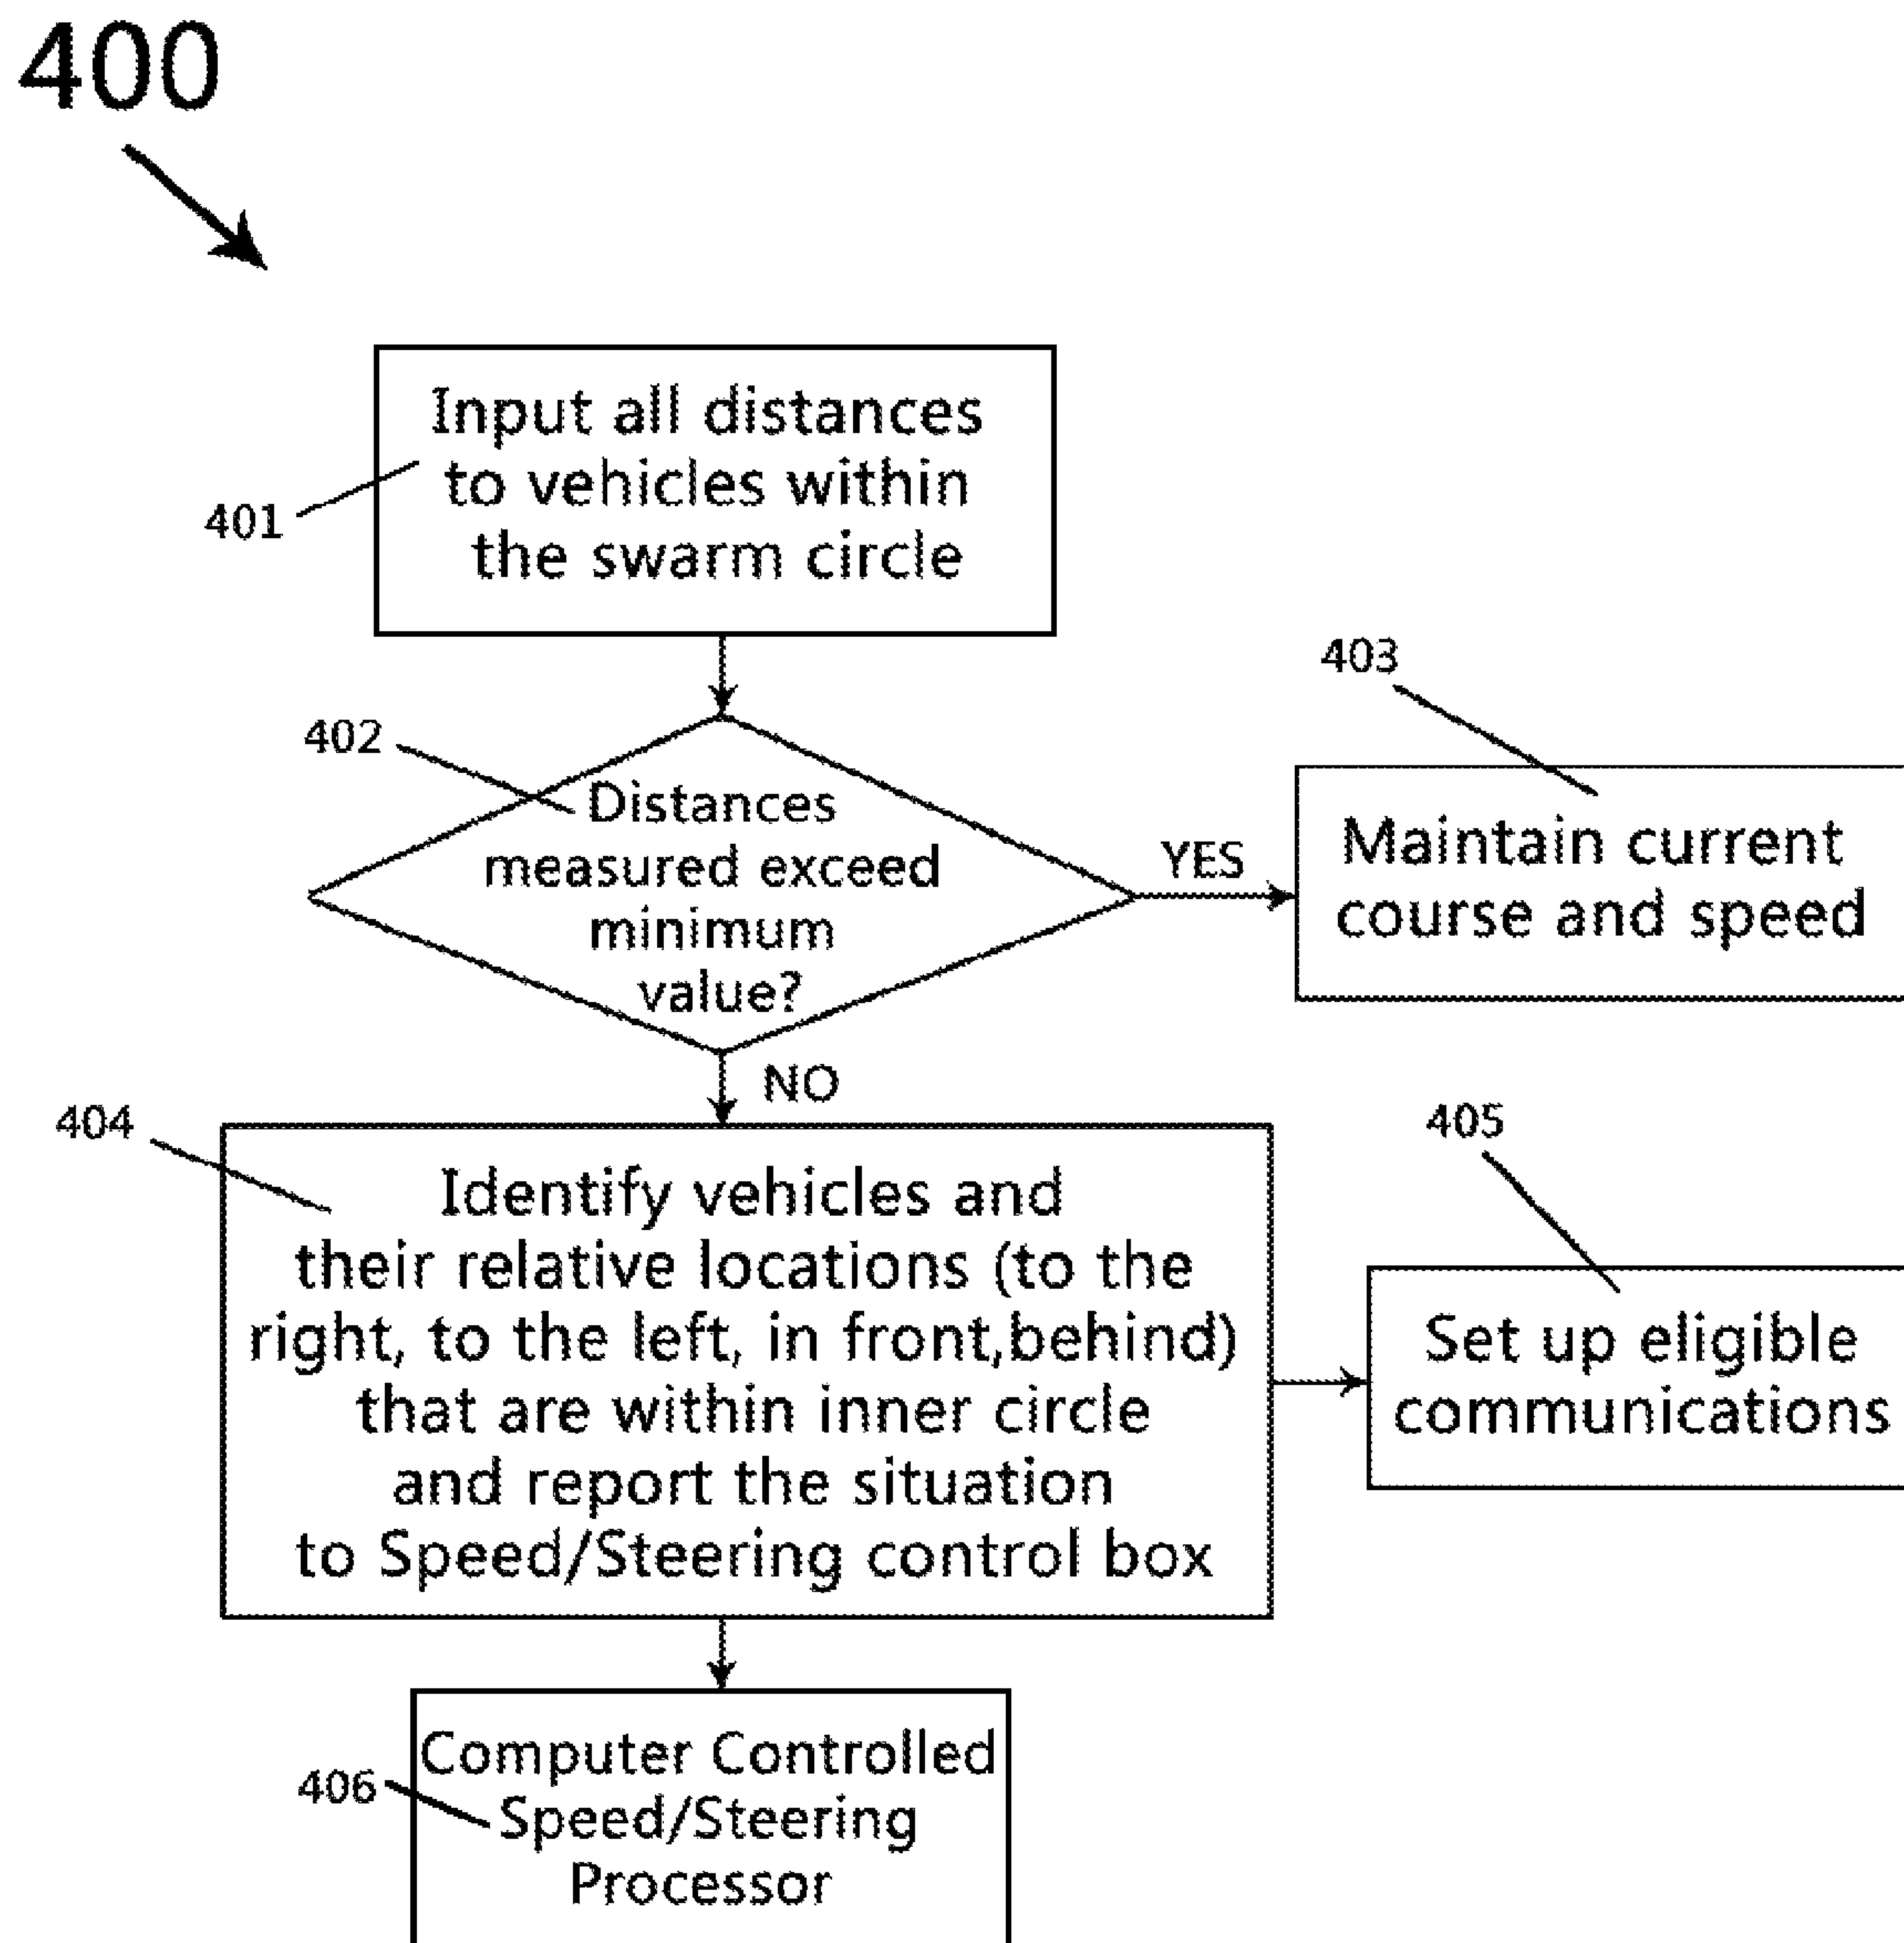 400
Input all distances
to vehicles within
the swarm circle
401
402
Distances
measured exceed
minimum
value?
YES
403
Maintain current
course and speed
NO
404
Identify vehicles and
their relative locations (to the
right, to the left, in front,behind)
that are within inner circle
and report the situation
to Speed/Steering control box
405
Set up eligible
communications
Computer Controlled
Speed/Steering
Processor
406